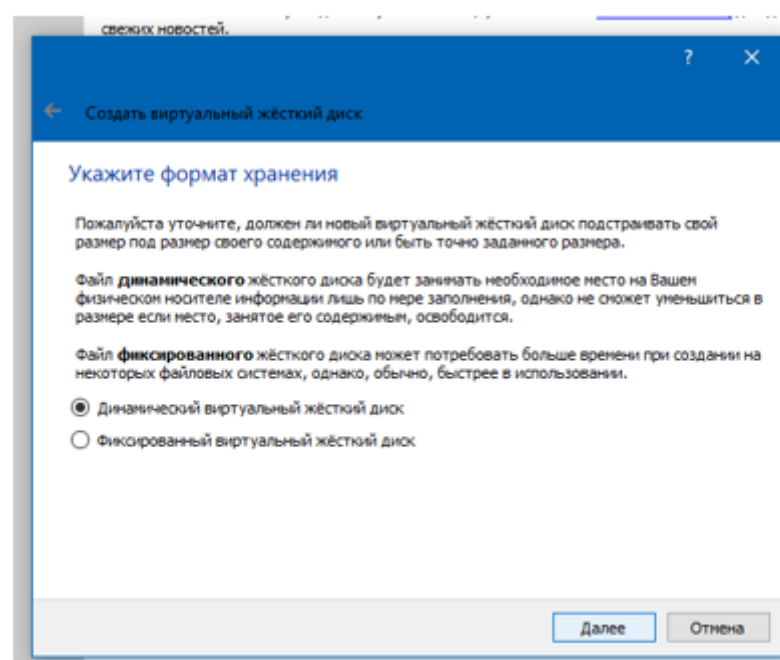 свежих новостей.
?
Создать виртуальный жёсткий диск
Укажите формат хранения
Пожалуйста уточните, должен ли новый виртуальный жёсткий диск подстраивать свой
размер под размер своего содержимого или быть точно заданного размера.
Файл динамического жёсткого диска будет занимать необходимое место на Вашем
физическом носителе информации лишь по мере заполнения, однако не сможет уменьшиться в
размере если место, занятое его содержимым, освободится.
Файл фиксированного жёсткого диска может потребовать больше времени при создании на
некоторых файловых системах, однако, обычно, быстрее в использовании.
Динамический виртуальный жёсткий диск
Фиксированный виртуальный жёсткий диск
Далее
Отмена